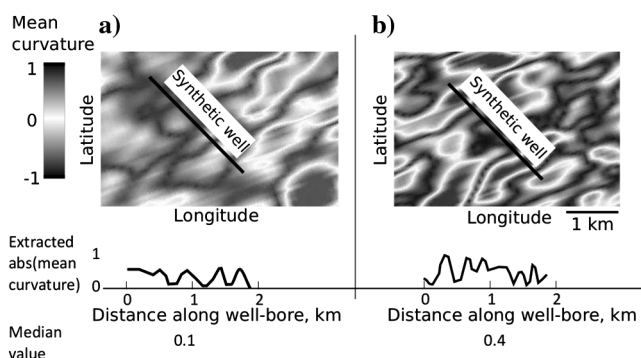 Mean
curvature
1
0
-1
a)
Latitude
Synthetic well
Longitude
b)
Latitude
Synthetic well
Longitude
1 km
Extracted
abs(mean
curvature)
1
0
0 1 2
Distance along well-bore, km
0 1 2
Distance along well-bore, km
Median
value
0.1
0.4